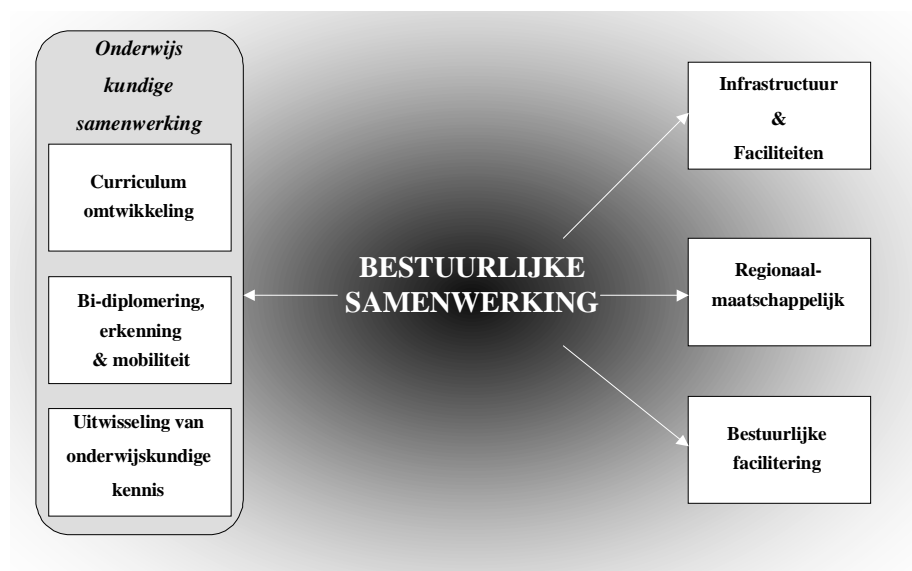 Onderwijs
kundige
samenwerking
Curriculum
omtwikkeling
Bi-diplomering,
erkenning
& mobiliteit
Uitwisseling van
onderwijskundige
kennis
BESTUURLIJKE
SAMENWERKING
Infrastructuur
&
Faciliteiten
Regionaal-
maatschappelijk
Bestuurlijke
facilitering